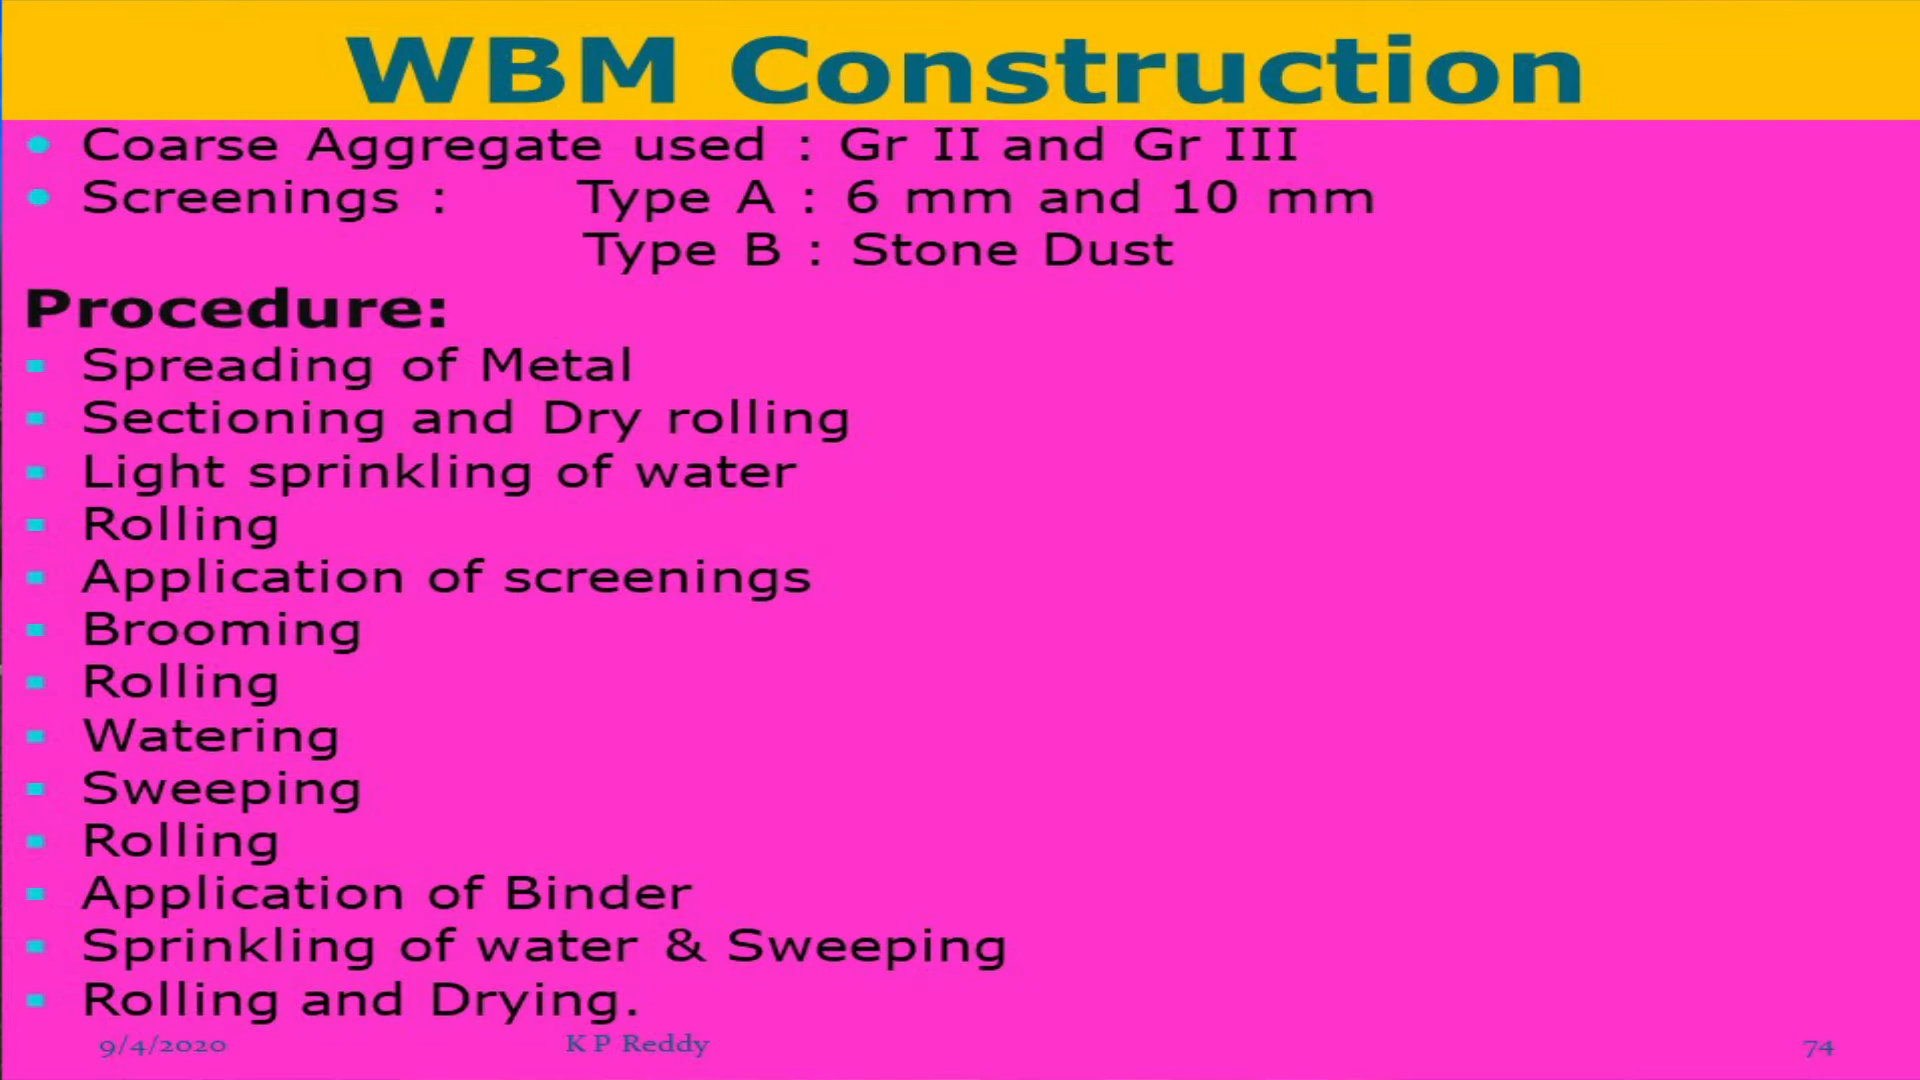 WBM Construction
Coarse Aggregate used : Gr II and Gr III
Screenings : Type A : 6 mm and 10 mm
Type B : Stone Dust
Procedure:
Spreading of Metal
Sectioning and Dry rolling
Light sprinkling of water
Rolling
Application of screenings
Brooming
Rolling
Watering
Sweeping
Rolling
Application of Binder
Sprinkling of water & Sweeping
Rolling and Drying.
9/4/2020 K P Reddy 74